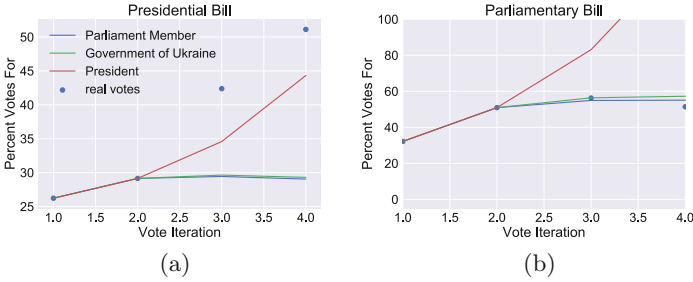 Presidential Bill
Percent Votes For
50
45
40
35
30
25
Parliament Member
Government of Ukraine
President
real votes
1.0 1.5 2.0 2.5 3.0 3.5 4.0
Vote Iteration
(a)
Parliamentary Bill
Percent Votes For
100
80
60
40
20
0
1.0 1.5 2.0 2.5 3.0 3.5 4.0
Vote Iteration
(b)